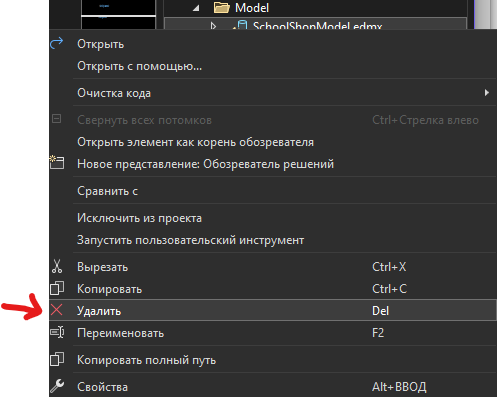 Model
SchoolShopModel.edmx
Открыть
Открыть с помощью...
Очистка кода
Свернуть всех потомков Ctrl+Стрелка влево
Открыть элемент как корень обозревателя
Новое представление: Обозреватель решений
Сравнить с
Исключить из проекта
Запустить пользовательский инструмент
Вырезать Ctrl+X
Копировать Ctrl+C
Удалить Del
Переименовать F2
Копировать полный путь
Свойства Alt+ВВОД